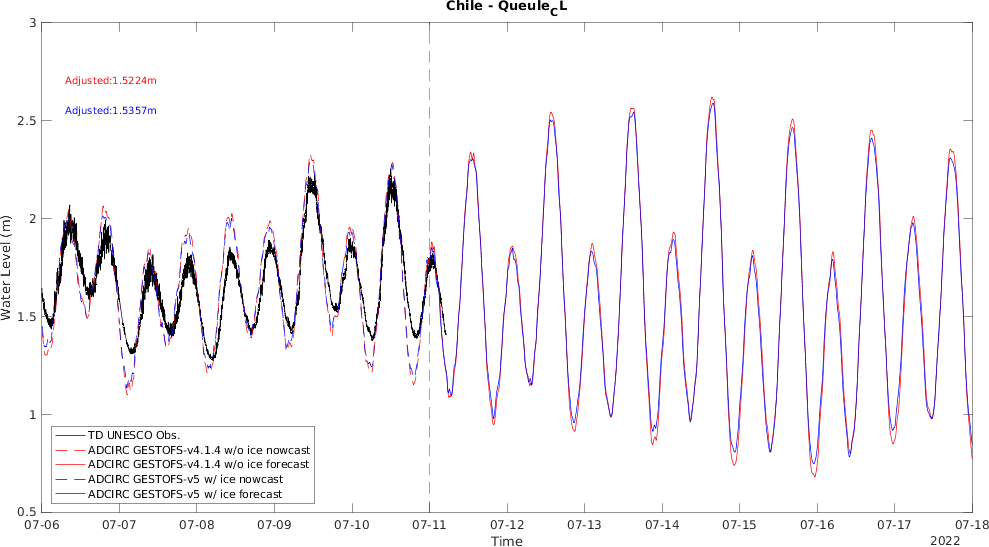 Chile - Queule_CL
3
2.5
2
1.5
1
0.5
Water Level (m)
Adjusted:1.5224m
Adjusted:1.5357m
TD UNESCO Obs.
ADCIRC GESTOFS-v4.1.4 w/o ice nowcast
ADCIRC GESTOFS-v4.1.4 w/o ice forecast
ADCIRC GESTOFS-v5 w/ ice nowcast
ADCIRC GESTOFS-v5 w/ ice forecast
07-06 07-07 07-08 07-09 07-10 07-11 07-12 07-13 07-14 07-15 07-16 07-17 07-18
Time
2022